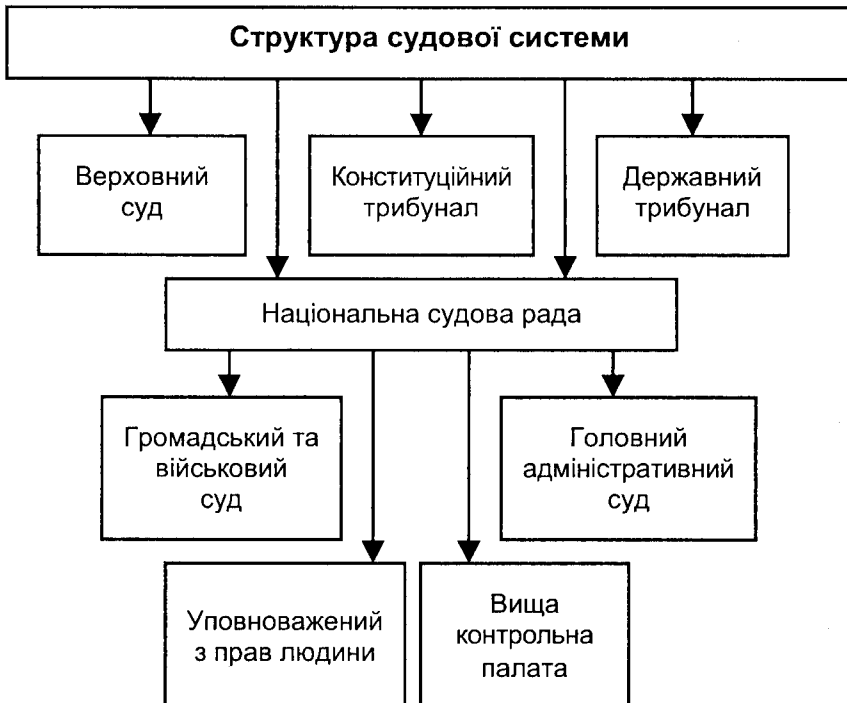 Структура судової системи
Верховний
суд
Конституційний
трибунал
Державний
трибунал
Національна судова рада
Громадський та
військовий
суд
Головний
адміністративний
суд
Уповноважений
з прав людини
Вища
контрольна
палата